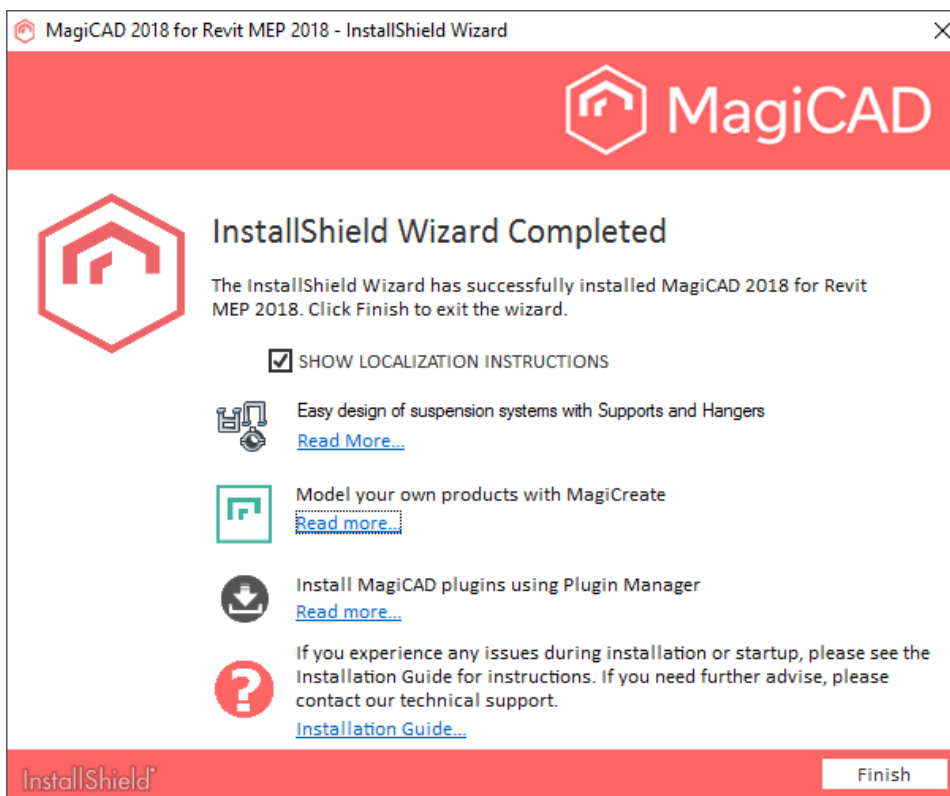 MagiCAD 2018 for Revit MEP 2018 - InstallShield Wizard
MagiCAD
InstallShield Wizard Completed
The InstallShield Wizard has successfully installed MagiCAD 2018 for Revit
MEP 2018. Click Finish to exit the wizard.
SHOW LOCALIZATION INSTRUCTIONS
Easy design of suspension systems with Supports and Hangers
Read More...
Model your own products with MagiCreate
Read more...
Install MagiCAD plugins using Plugin Manager
Read more...
If you experience any issues during installation or startup, please see the
Installation Guide for instructions. If you need further advise, please
contact our technical support.
Installation Guide...
InstallShield
Finish